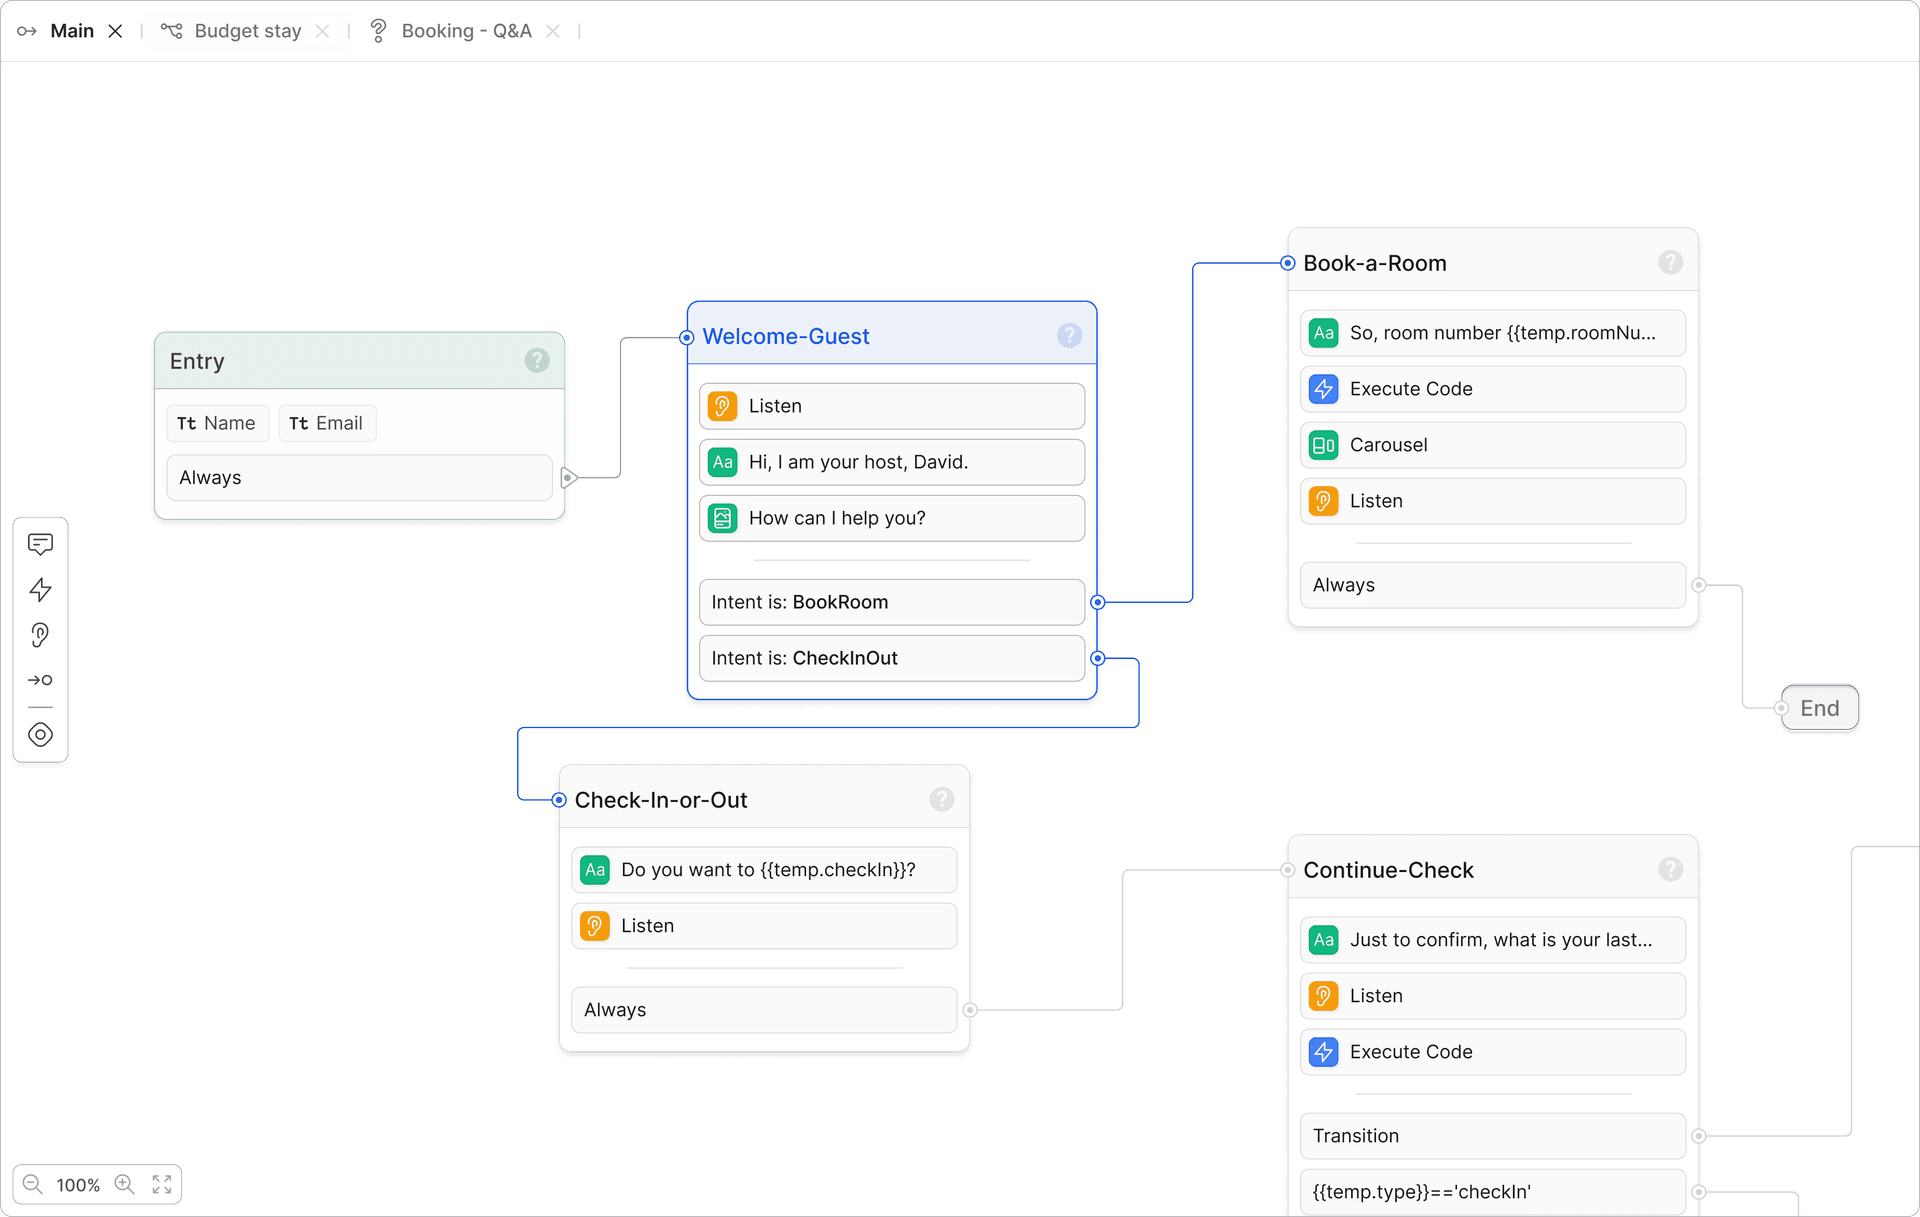 Main
Budget stay
Booking - Q&A
Entry
?
Tt Name
Tt Email
Always
Welcome-Guest
?
Listen
Aa Hi, I am your host, David.
How can I help you?
Intent is: BookRoom
Intent is: CheckInOut
Book-a-Room
?
Aa So, room number {{temp.roomNu...
Execute Code
Carousel
Listen
Always
End
Check-In-or-Out
?
Aa Do you want to {{temp.checkIn}}?
Listen
Always
Continue-Check
?
Aa Just to confirm, what is your last...
Listen
Execute Code
Transition
{{temp.type}}=='checkIn'
100%